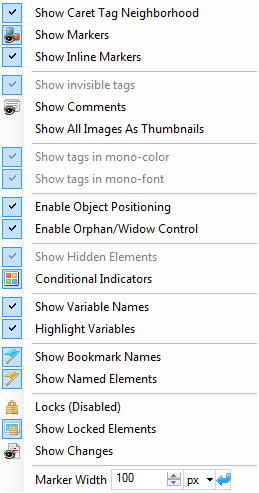 Show Caret Tag Neighborhood
Show Markers
Show Inline Markers
Show invisible tags
Show Comments
Show All Images As Thumbnails
Show tags in mono-color
Show tags in mono-font
Enable Object Positioning
Enable Orphan/Widow Control
Show Hidden Elements
Conditional Indicators
Show Variable Names
Highlight Variables
Show Bookmark Names
Show Named Elements
Locks (Disabled)
Show Locked Elements
Show Changes
Marker Width 100 px